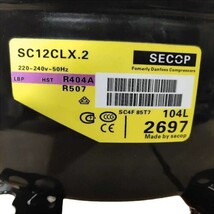 SC12CLX.2
SECOP
220-240v~50Hz
Formerly Danfoss Compressors
LBP HST R404A
R507
SC4F 85T7 104L
2697
Made by secop